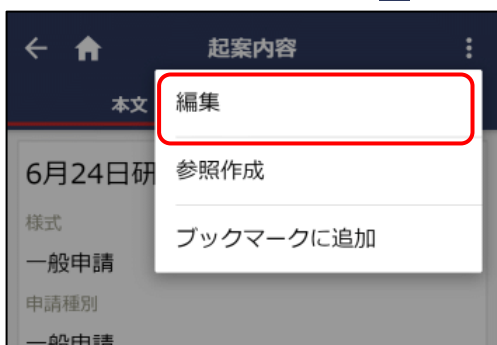 起案内容
本文
編集
6月24日研
参照作成
様式
ブックマークに追加
一般申請
申請種別
一般申請